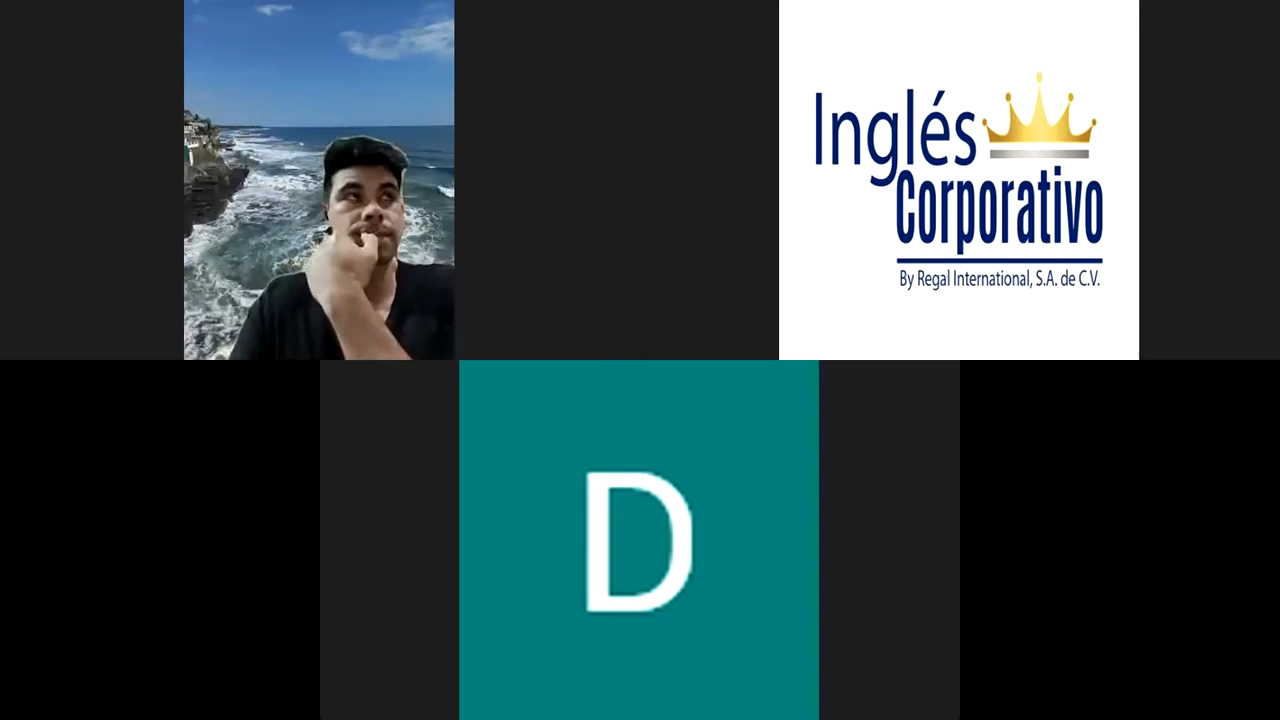 Inglés
Corporativo
By Regal International, S.A. de C.V.
D